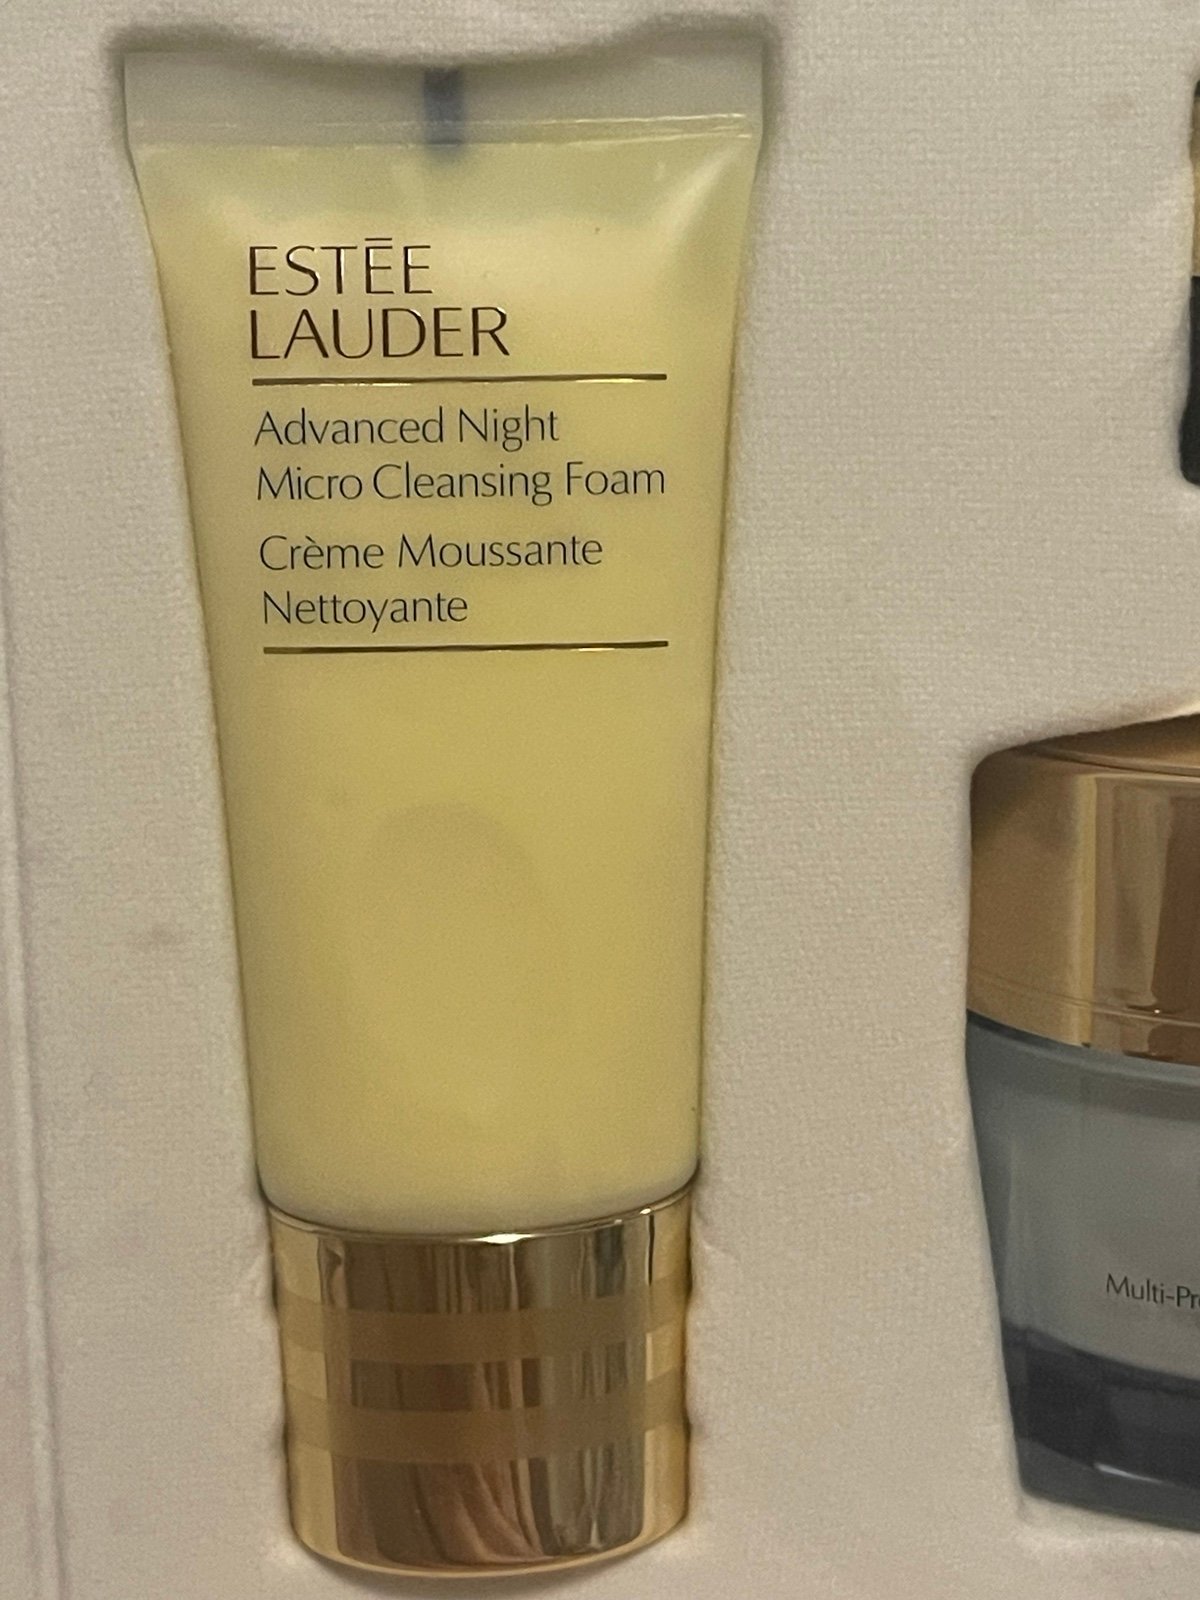 ESTĒE
LAUDER
Advanced Night
Micro Cleansing Foam
Crème Moussante
Nettoyante